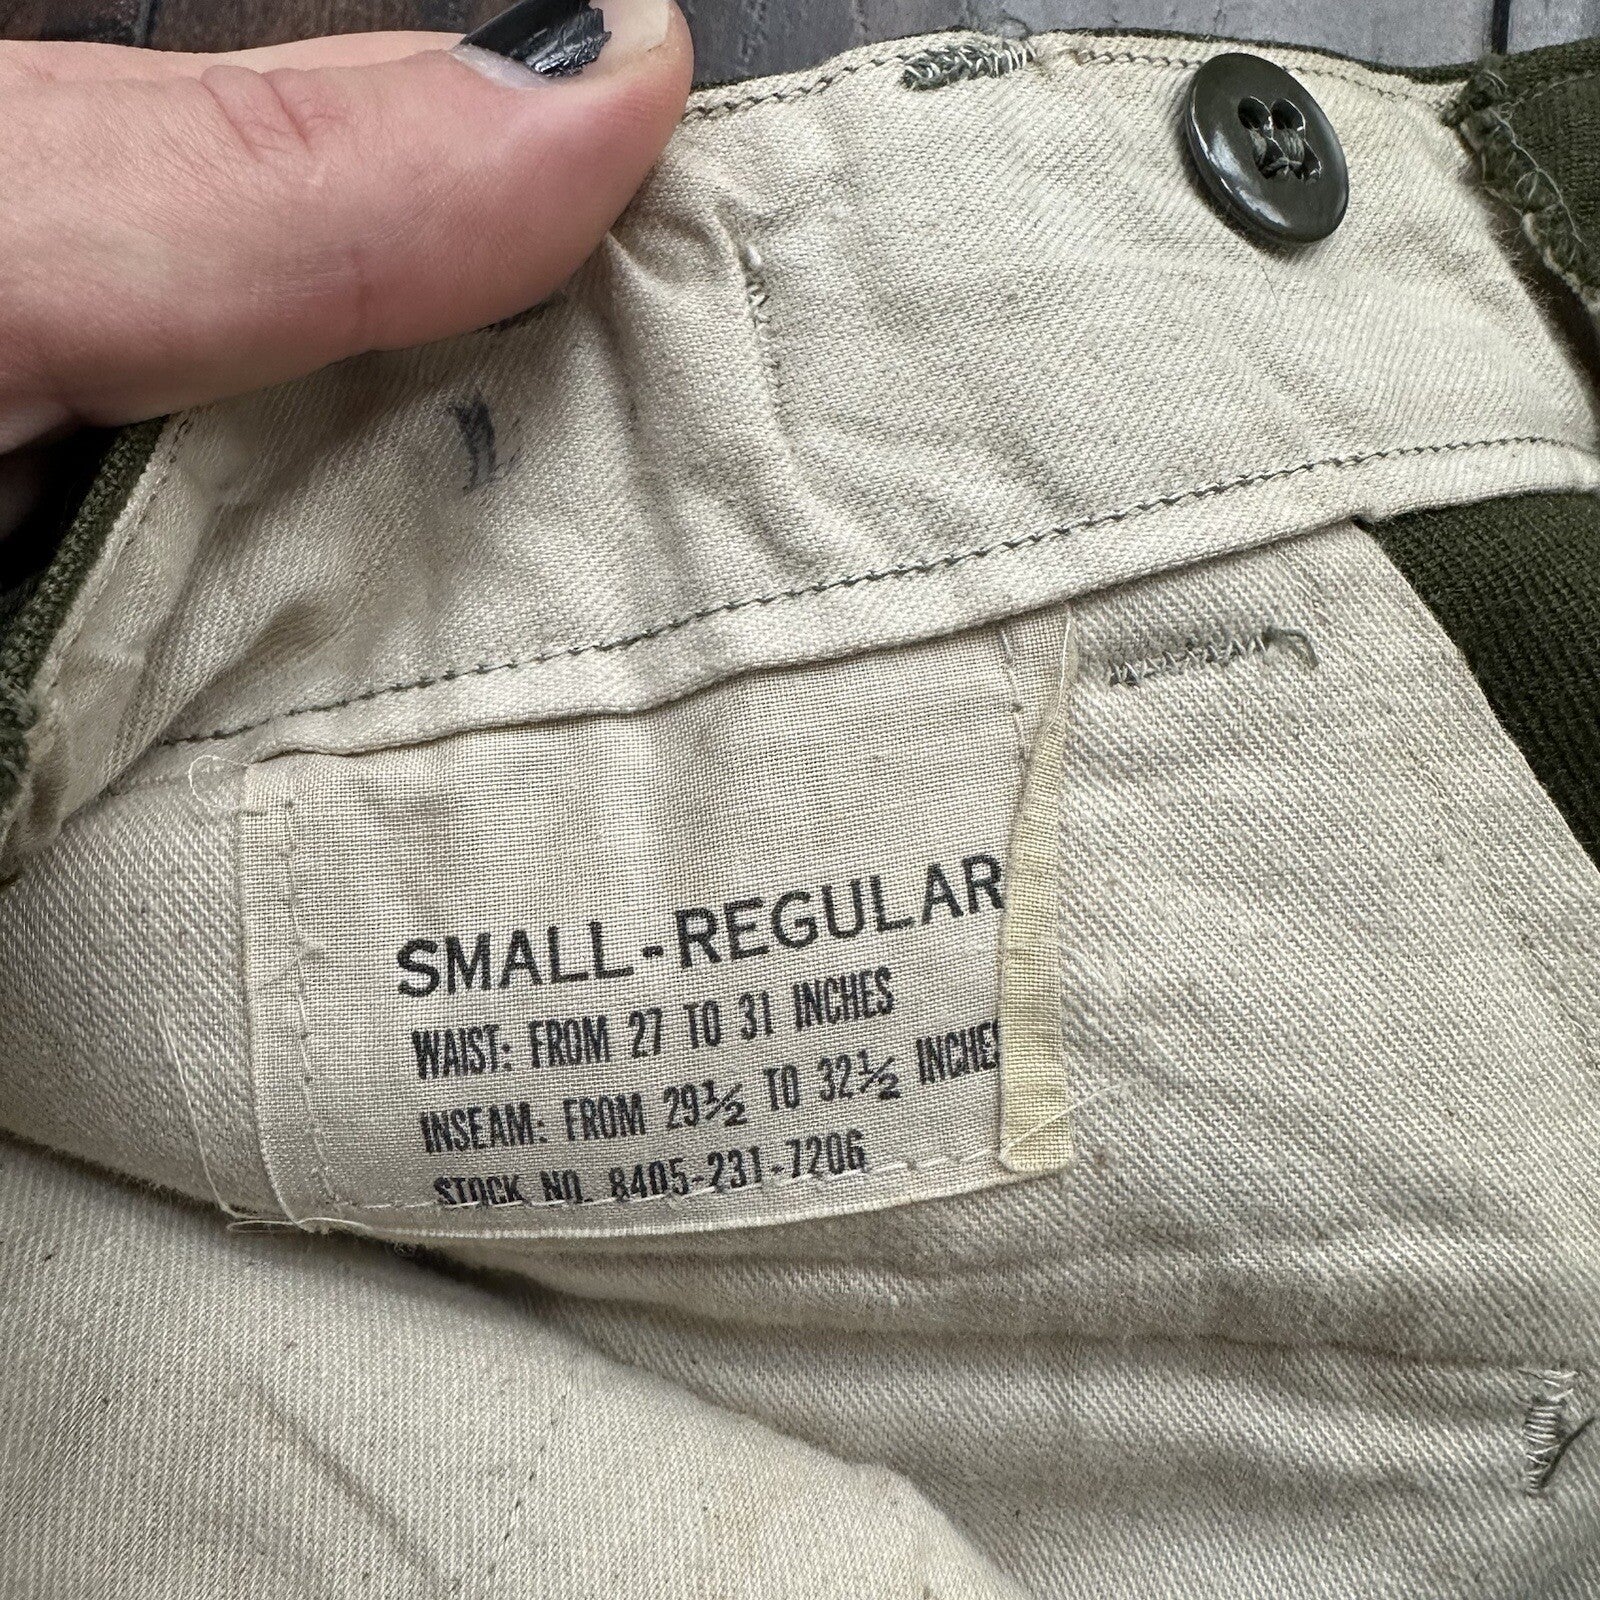 SMALL-REGULAR
WAIST: FROM 27 TO 31 INCHES
INSEAM: FROM 29½ TO 32½ INCHES
STOCK NO. 8405-231-7206